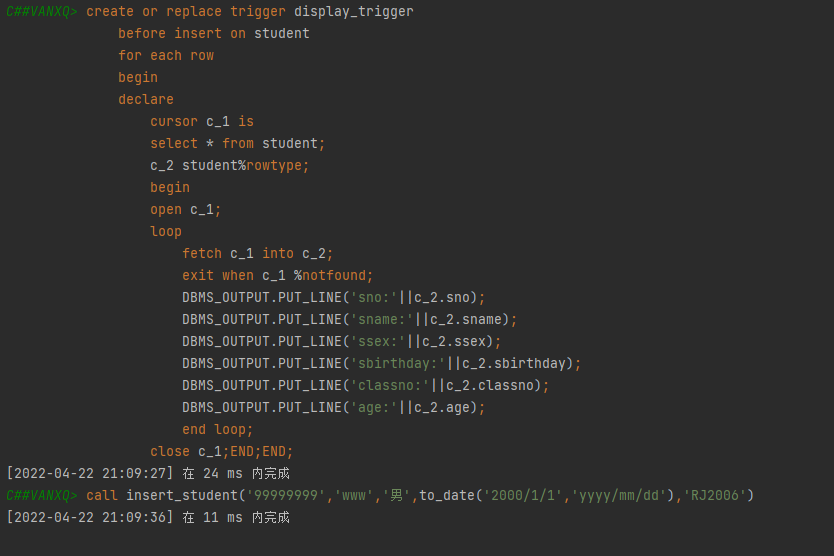 C##VANXQ> create or replace trigger display_trigger
before insert on student
for each row
begin
declare
cursor c_1 is
select * from student;
c_2 student%rowtype;
begin
open c_1;
loop
fetch c_1 into c_2;
exit when c_1 %notfound;
DBMS_OUTPUT.PUT_LINE('sno:'||c_2.sno);
DBMS_OUTPUT.PUT_LINE('sname:'||c_2.sname);
DBMS_OUTPUT.PUT_LINE('ssex:'||c_2.ssex);
DBMS_OUTPUT.PUT_LINE('sbirthday:'||c_2.sbirthday);
DBMS_OUTPUT.PUT_LINE('classno:'||c_2.classno);
DBMS_OUTPUT.PUT_LINE('age:'||c_2.age);
end loop;
close c_1;END;END;
[2022-04-22 21:09:27] 在 24 ms 内完成
C##VANXQ> call insert_student('99999999','www','男',to_date('2000/1/1','yyyy/mm/dd'),'RJ2006')
[2022-04-22 21:09:36] 在 11 ms 内完成